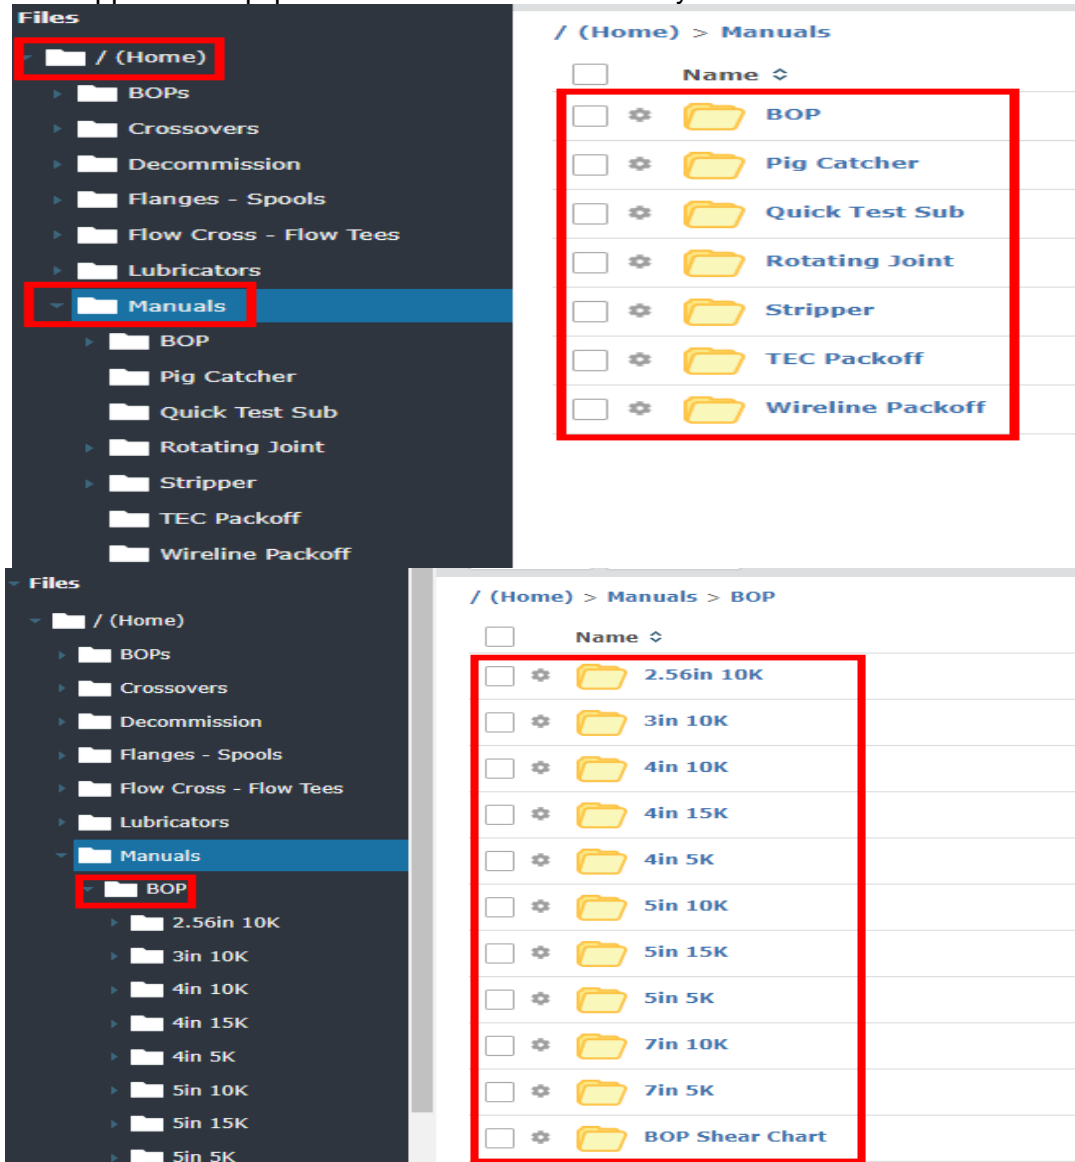 Files
/ (Home)
BOPs
Crossovers
Decommission
Flanges - Spools
Flow Cross - Flow Tees
Lubricators
Manuals
BOP
Pig Catcher
Quick Test Sub
Rotating Joint
Stripper
TEC Packoff
Wireline Packoff
/ (Home) > Manuals
Name
BOP
Pig Catcher
Quick Test Sub
Rotating Joint
Stripper
TEC Packoff
Wireline Packoff
Files
/ (Home)
BOPs
Crossovers
Decommission
Flanges - Spools
Flow Cross - Flow Tees
Lubricators
Manuals
BOP
2.56in 10K
3in 10K
4in 10K
4in 15K
4in 5K
5in 10K
5in 15K
5in 5K
/ (Home) > Manuals > BOP
Name
2.56in 10K
3in 10K
4in 10K
4in 15K
4in 5K
5in 10K
5in 15K
5in 5K
7in 10K
7in 5K
BOP Shear Chart